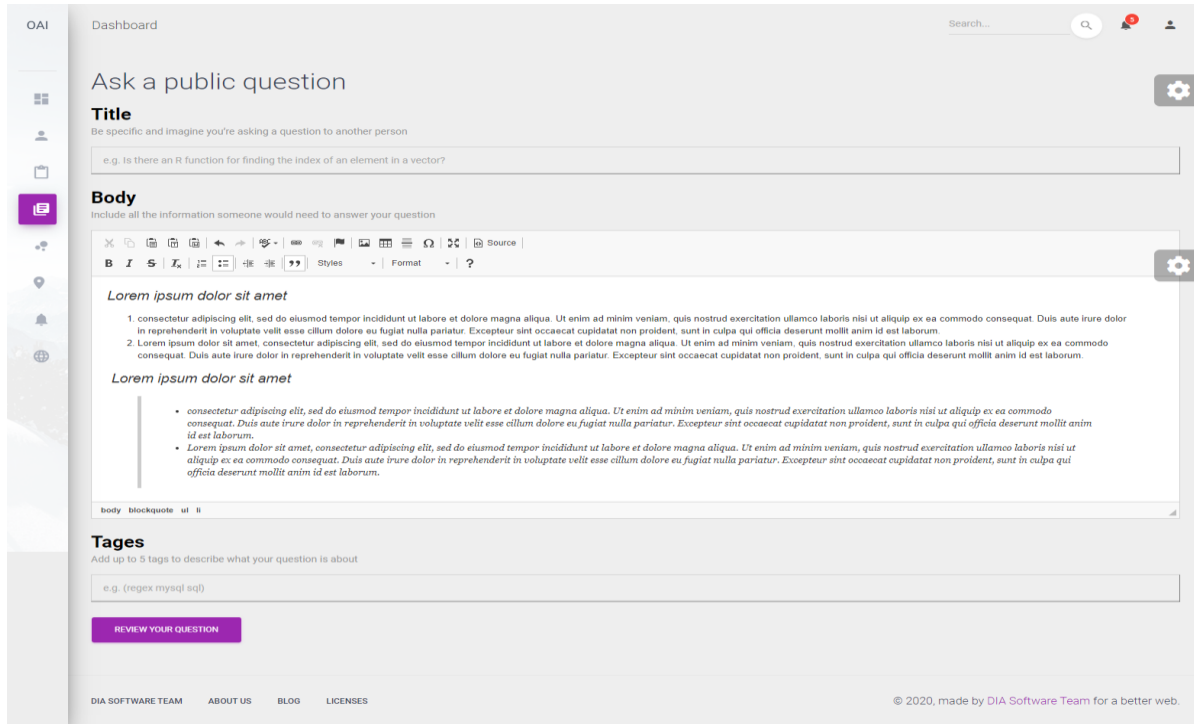 OAI
Dashboard
Search...
5
Ask a public question
Title
Be specific and imagine you're asking a question to another person
e.g. Is there an R function for finding the index of an element in a vector?
Body
Include all the information someone would need to answer your question
ABC Ω Source
B I S Tx Styles Format ?
Lorem ipsum dolor sit amet
1. consectetur adipiscing elit, sed do eiusmod tempor incididunt ut labore et dolore magna aliqua. Ut enim ad minim veniam, quis nostrud exercitation ullamco laboris nisi ut aliquip ex ea commodo consequat. Duis aute irure dolor
in reprehenderit in voluptate velit esse cillum dolore eu fugiat nulla pariatur. Excepteur sint occaecat cupidatat non proident, sunt in culpa qui officia deserunt mollit anim id est laborum.
2. Lorem ipsum dolor sit amet, consectetur adipiscing elit, sed do eiusmod tempor incididunt ut labore et dolore magna aliqua. Ut enim ad minim veniam, quis nostrud exercitation ullamco laboris nisi ut aliquip ex ea commodo
consequat. Duis aute irure dolor in reprehenderit in voluptate velit esse cillum dolore eu fugiat nulla pariatur. Excepteur sint occaecat cupidatat non proident, sunt in culpa qui officia deserunt mollit anim id est laborum.
Lorem ipsum dolor sit amet
• consectetur adipiscing elit, sed do eiusmod tempor incididunt ut labore et dolore magna aliqua. Ut enim ad minim veniam, quis nostrud exercitation ullamco laboris nisi ut aliquip ex ea commodo
consequat. Duis aute irure dolor in reprehenderit in voluptate velit esse cillum dolore eu fugiat nulla pariatur. Excepteur sint occaecat cupidatat non proident, sunt in culpa qui officia deserunt mollit anim
id est laborum.
• Lorem ipsum dolor sit amet, consectetur adipiscing elit, sed do eiusmod tempor incididunt ut labore et dolore magna aliqua. Ut enim ad minim veniam, quis nostrud exercitation ullamco laboris nisi ut
aliquip ex ea commodo consequat. Duis aute irure dolor in reprehenderit in voluptate velit esse cillum dolore eu fugiat nulla pariatur. Excepteur sint occaecat cupidatat non proident, sunt in culpa qui
officia deserunt mollit anim id est laborum.
body blockquote ul li
Tages
Add up to 5 tags to describe what your question is about
e.g. (regex mysql sql)
REVIEW YOUR QUESTION
DIA SOFTWARE TEAM ABOUT US BLOG LICENSES
© 2020, made by DIA Software Team for a better web.